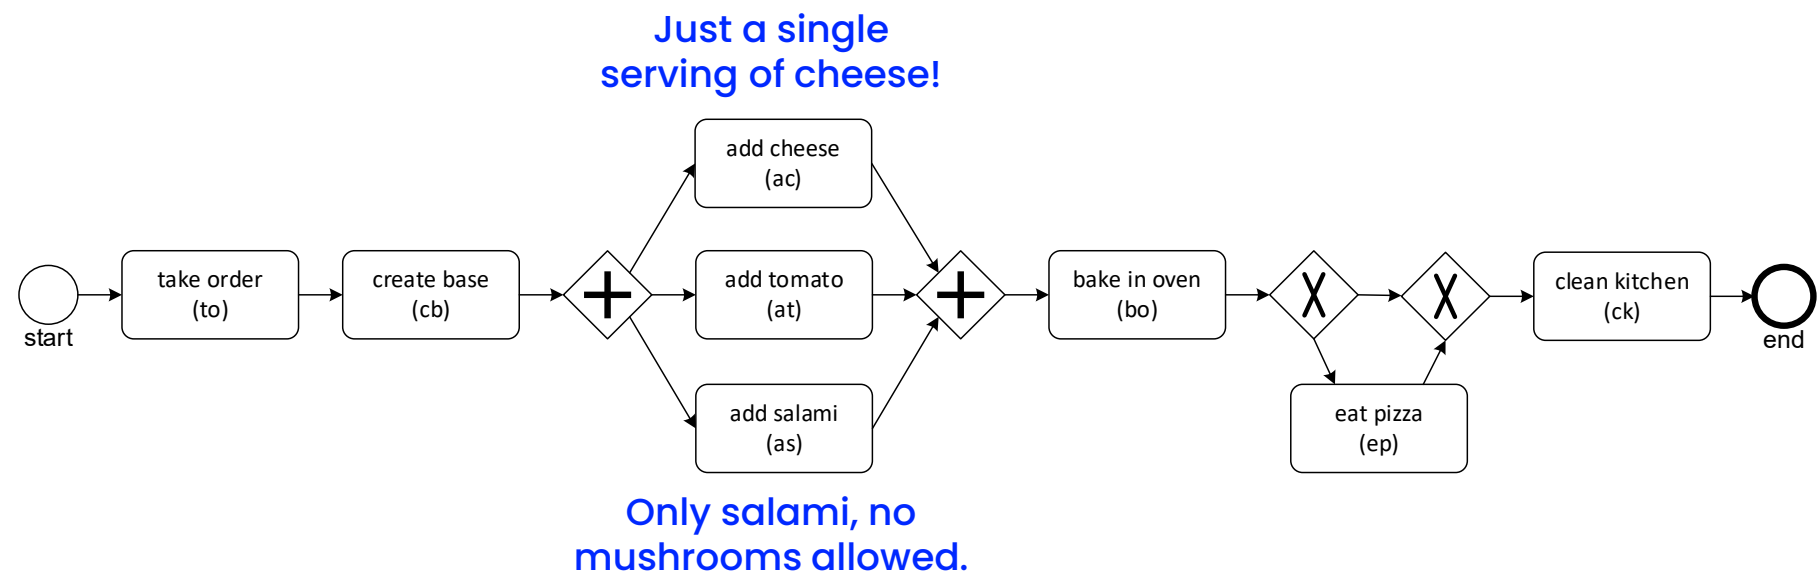 Just a single
serving of cheese!
add cheese
(ac)
start
take order
(to)
create base
(cb)
add tomato
(at)
bake in oven
(bo)
X
X
clean kitchen
(ck)
end
add salami
(as)
eat pizza
(ep)
Only salami, no
mushrooms allowed.